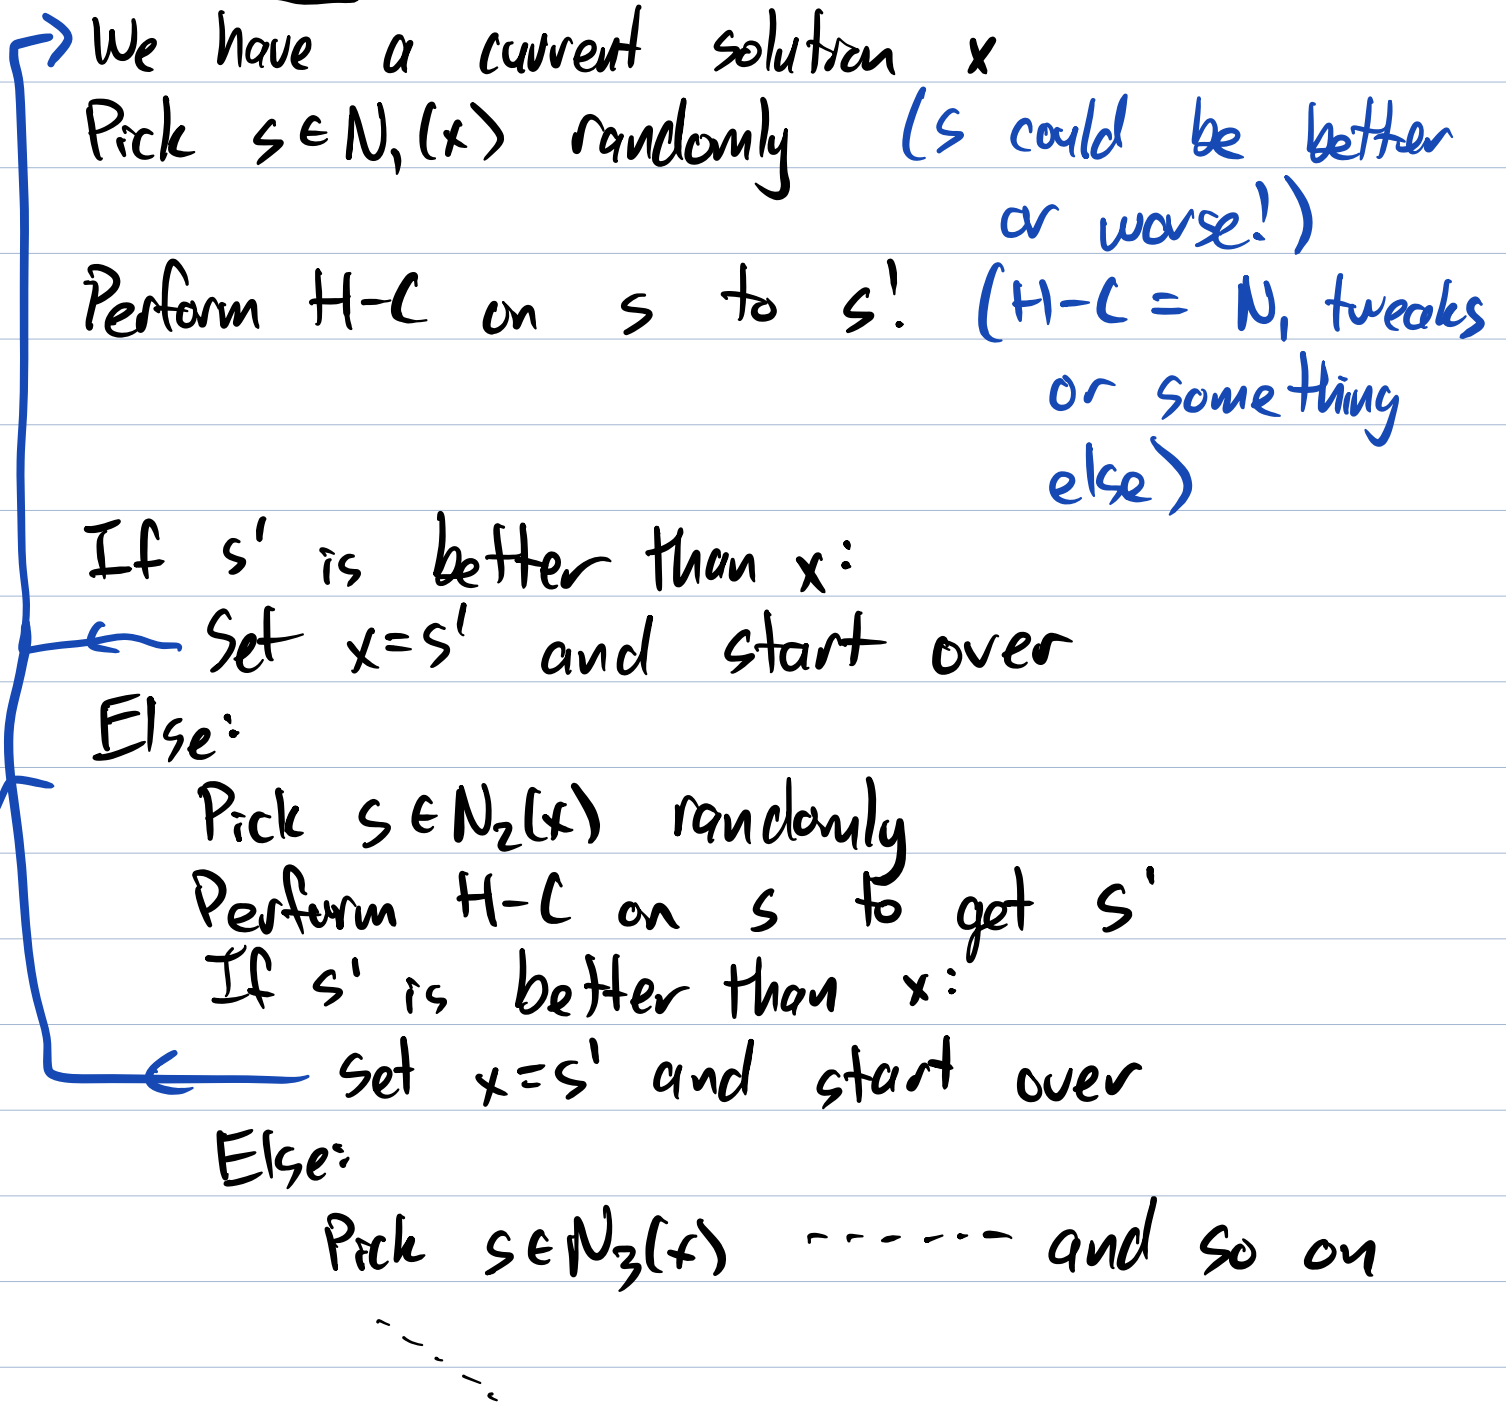 We have a current solution x
Pick s ∈ N₁(x) randomly (s could be better
or worse!)
Perform H-C on s to s'. (H-C = N₁ tweaks
or something
else)
If s' is better than x:
Set x=s' and start over
Else:
Pick s ∈ N₂(x) randomly
Perform H-C on s to get s'
If s' is better than x:
set x=s' and start over
Else:
Pick s ∈ N₃(x) ------ and so on